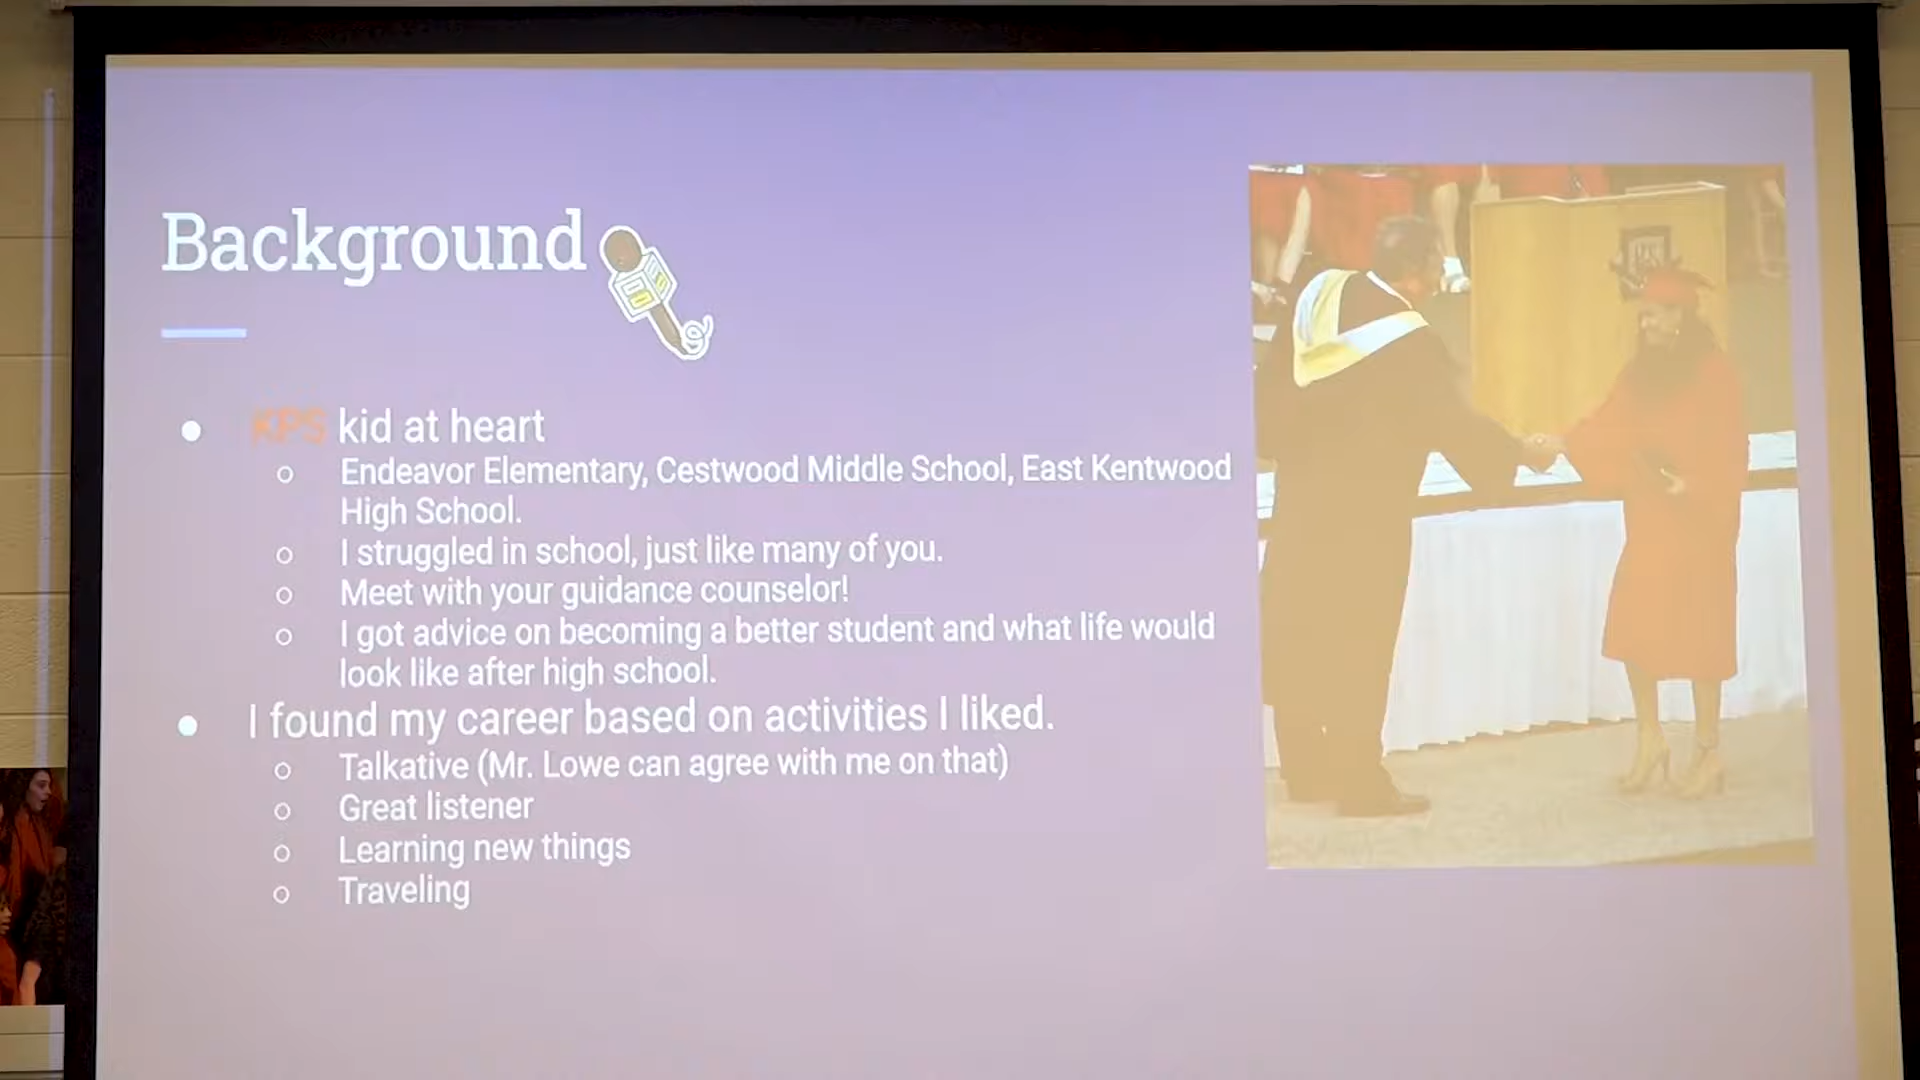 Background
KPS kid at heart
Endeavor Elementary, Cestwood Middle School, East Kentwood
High School.
I struggled in school, just like many of you.
Meet with your guidance counselor!
I got advice on becoming a better student and what life would
look like after high school.
I found my career based on activities I liked.
Talkative (Mr. Lowe can agree with me on that)
Great listener
Learning new things
Traveling